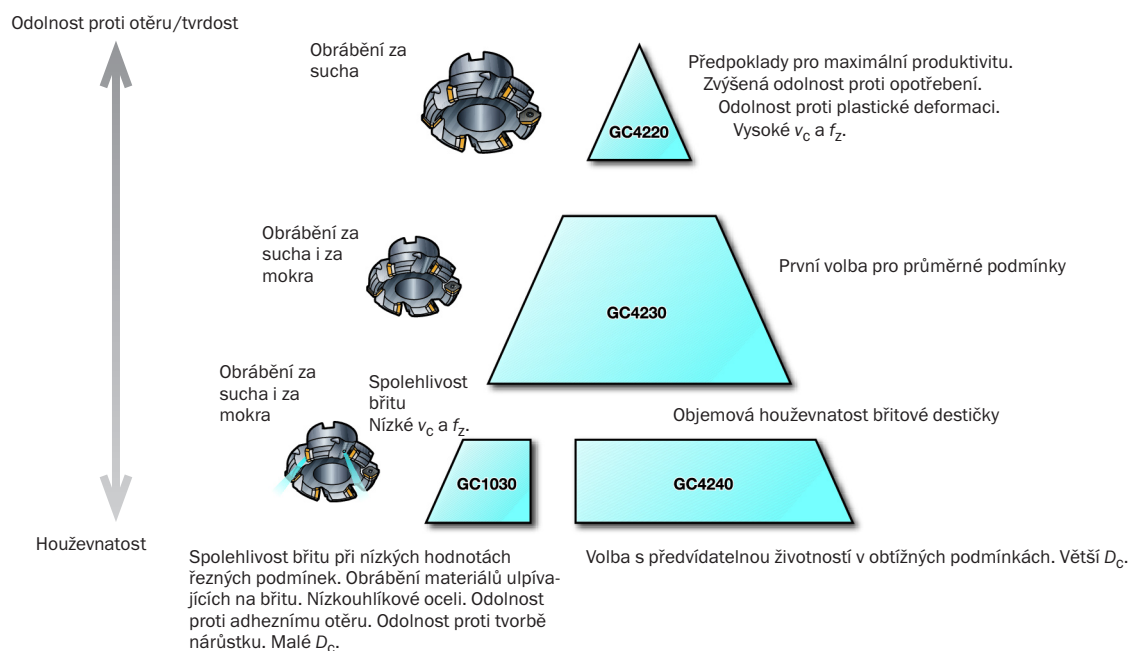 Odolnost proti otěru/tvrdost
Obrábění za
sucha
GC4220
Předpoklady pro maximální produktivitu.
Zvýšená odolnost proti opotřebení.
Odolnost proti plastické deformaci.
Vysoké vc a fz.
Obrábění za
sucha i za
mokra
GC4230
První volba pro průměrné podmínky
Obrábění za
sucha i za
mokra
Spolehlivost
břitu
Nízké vc a fz.
Objemová houževnatost břitové destičky
GC1030
GC4240
Houževnatost
Spolehlivost břitu při nízkých hodnotách
řezných podmínek. Obrábění materiálů ulpíva-
jících na břitu. Nízkouhlíkové oceli. Odolnost
proti adheznímu otěru. Odolnost proti tvorbě
nárůstku. Malé Dc.
Volba s předvídatelnou životností v obtížných podmínkách. Větší Dc.